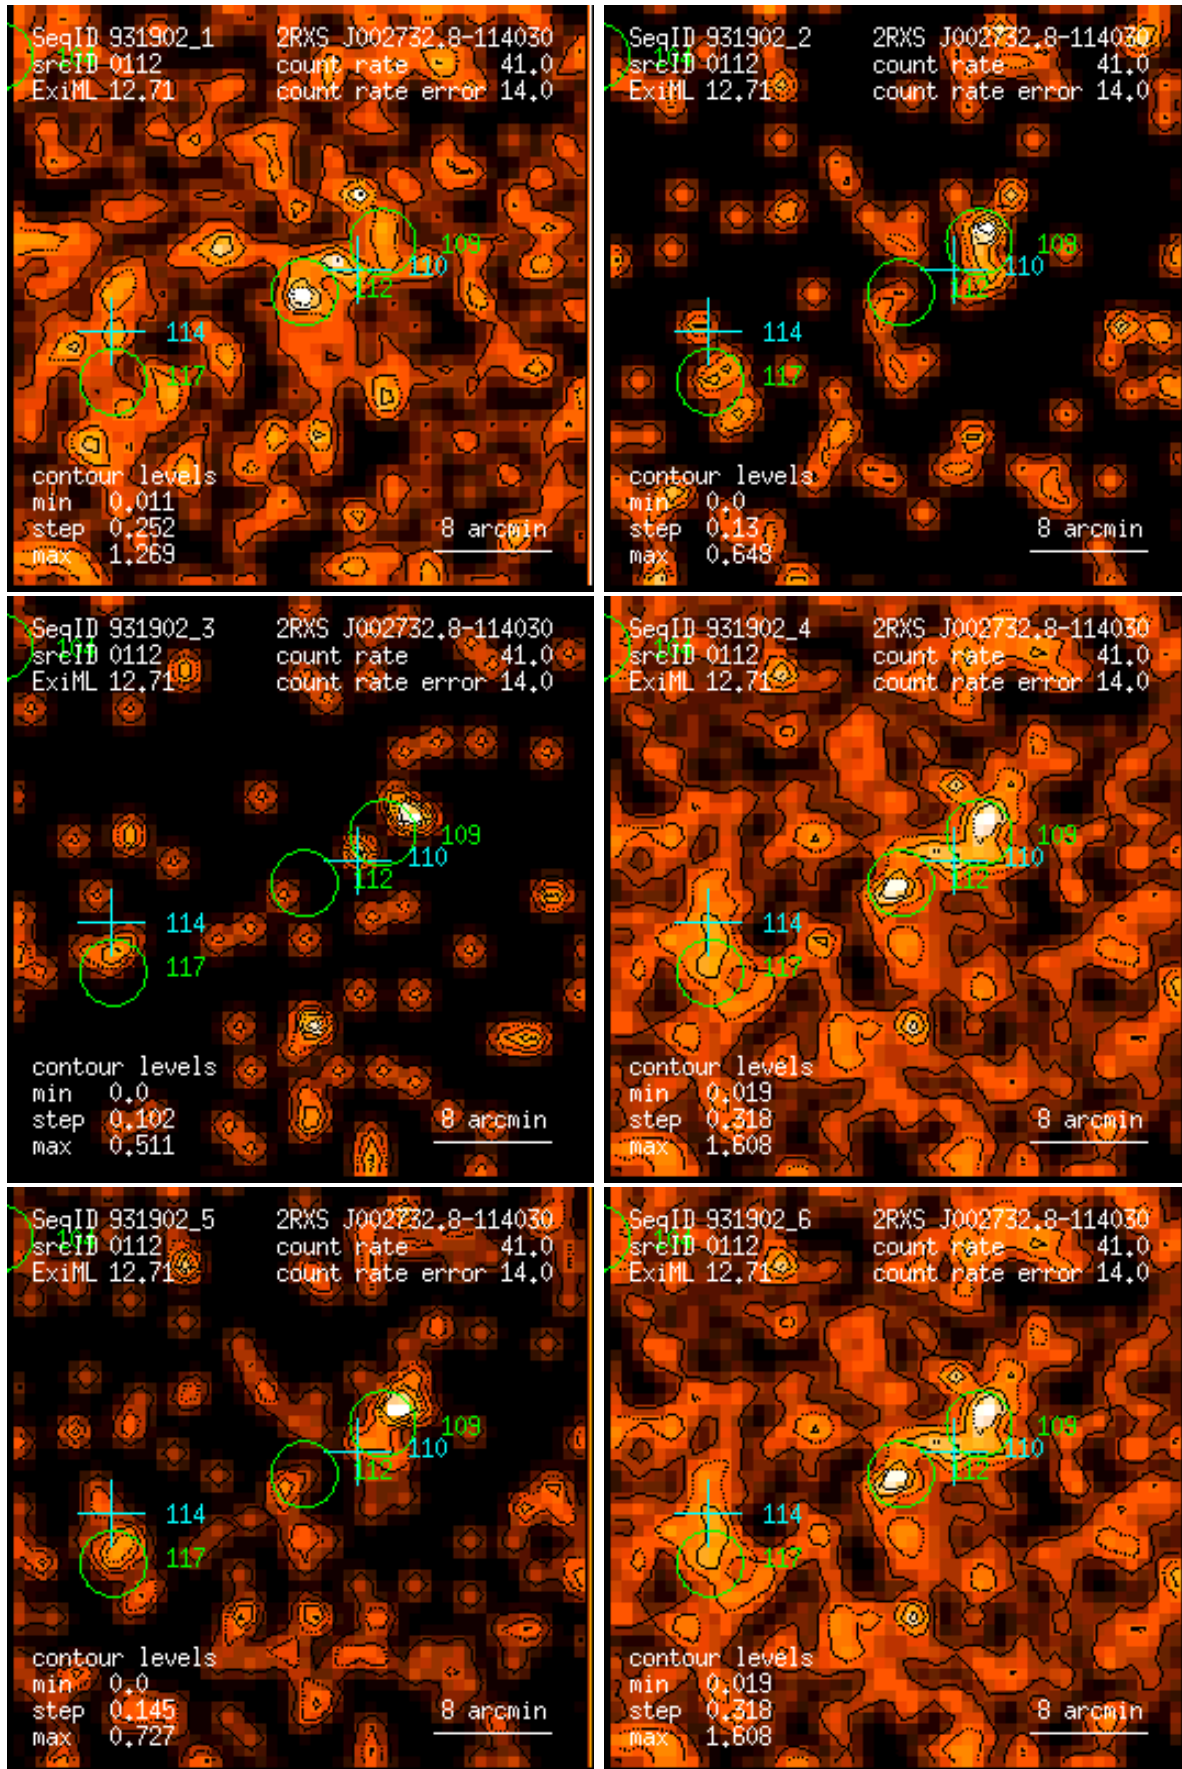 SeqID 931902_1 2RXS J002732.8-114030
srcID 0112 count rate 41.0
ExiML 12.71 count rate error 14.0
104
109
110
112
114
117
contour levels
min 0.011
step 0.252
max 1.269
8 arcmin
SeqID 931902_2 2RXS J002732.8-114030
srcID 0112 count rate 41.0
ExiML 12.71 count rate error 14.0
104
109
110
112
114
117
contour levels
min 0.0
step 0.13
max 0.648
8 arcmin
SeqID 931902_3 2RXS J002732.8-114030
srcID 0112 count rate 41.0
ExiML 12.71 count rate error 14.0
104
109
110
112
114
117
contour levels
min 0.0
step 0.102
max 0.511
8 arcmin
SeqID 931902_4 2RXS J002732.8-114030
srcID 0112 count rate 41.0
ExiML 12.71 count rate error 14.0
104
109
110
112
114
117
contour levels
min 0.019
step 0.318
max 1.608
8 arcmin
SeqID 931902_5 2RXS J002732.8-114030
srcID 0112 count rate 41.0
ExiML 12.71 count rate error 14.0
104
109
110
112
114
117
contour levels
min 0.0
step 0.145
max 0.727
8 arcmin
SeqID 931902_6 2RXS J002732.8-114030
srcID 0112 count rate 41.0
ExiML 12.71 count rate error 14.0
104
109
110
112
114
117
contour levels
min 0.019
step 0.318
max 1.608
8 arcmin